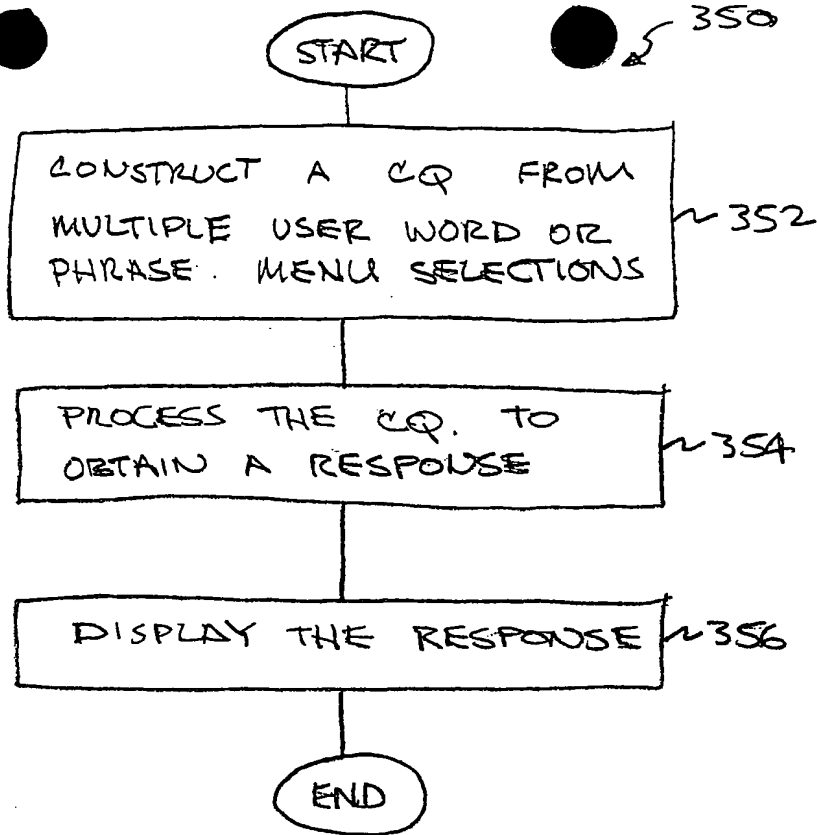 350
START
CONSTRUCT A CQ FROM
MULTIPLE USER WORD OR
PHRASE. MENU SELECTIONS
352
PROCESS THE CQ. TO
OBTAIN A RESPONSE
354
DISPLAY THE RESPONSE
356
END